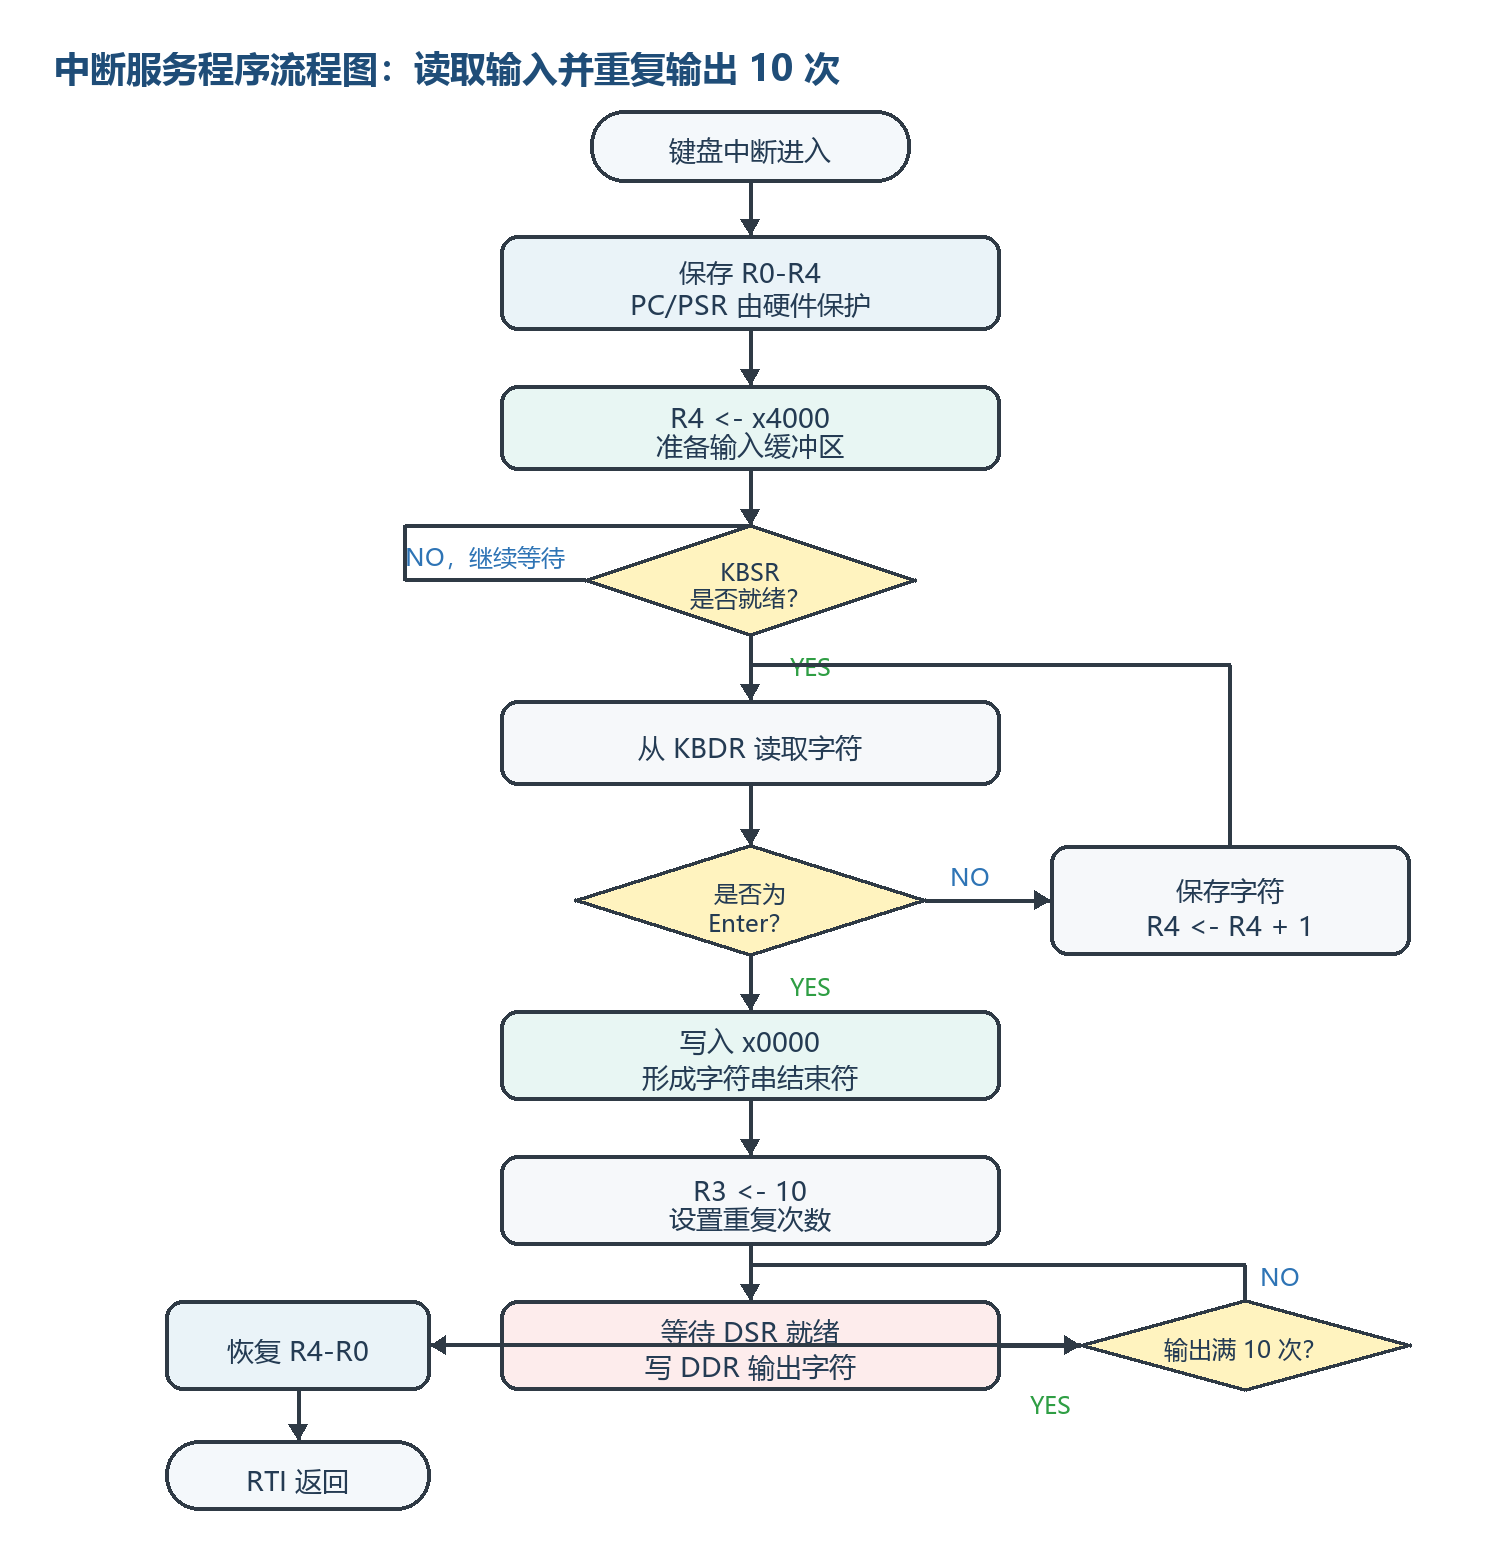 中断服务程序流程图：读取输入并重复输出 10 次
键盘中断进入
保存 R0-R4
PC/PSR 由硬件保护
R4 <- x4000
准备输入缓冲区
NO，继续等待
KBSR
是否就绪?
YES
从 KBDR 读取字符
是否为
Enter?
NO
保存字符
R4 <- R4 + 1
YES
写入 x0000
形成字符串结束符
R3 <- 10
设置重复次数
NO
等待 DSR 就绪
写 DDR 输出字符
输出满 10 次?
恢复 R4-R0
YES
RTI 返回